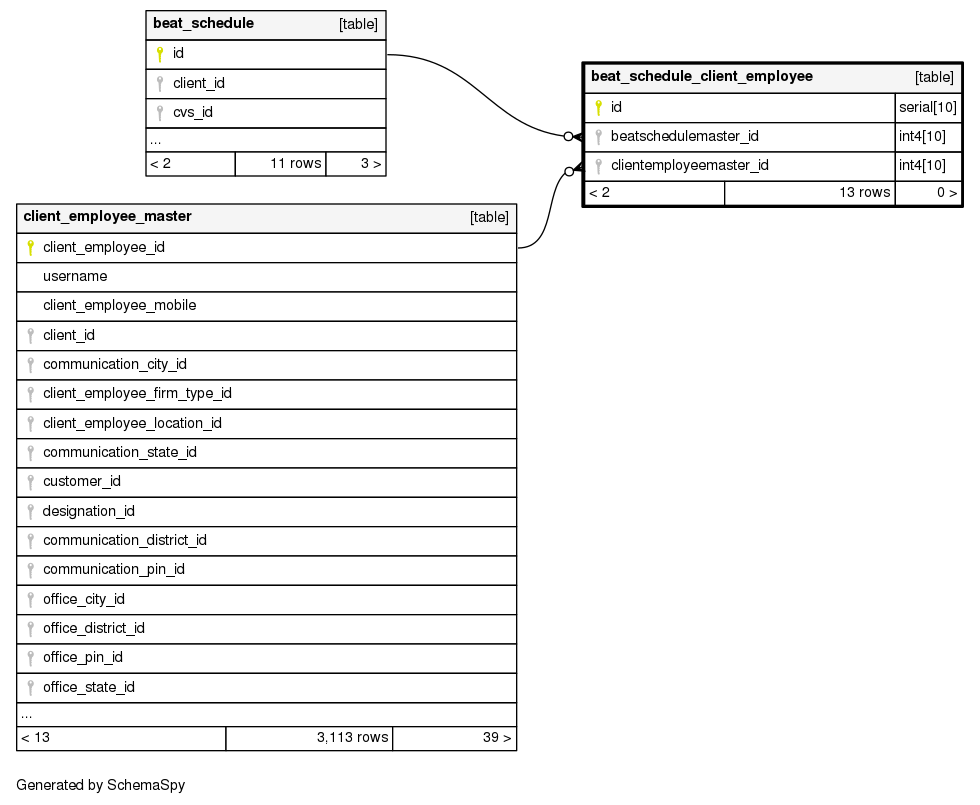 beat_schedule [table]
id
client_id
cvs_id
...
< 2 11 rows 3 >
beat_schedule_client_employee [table]
id serial[10]
beatschedulemaster_id int4[10]
clientemployeemaster_id int4[10]
< 2 13 rows 0 >
client_employee_master [table]
client_employee_id
username
client_employee_mobile
client_id
communication_city_id
client_employee_firm_type_id
client_employee_location_id
communication_state_id
customer_id
designation_id
communication_district_id
communication_pin_id
office_city_id
office_district_id
office_pin_id
office_state_id
...
< 13 3,113 rows 39 >
Generated by SchemaSpy